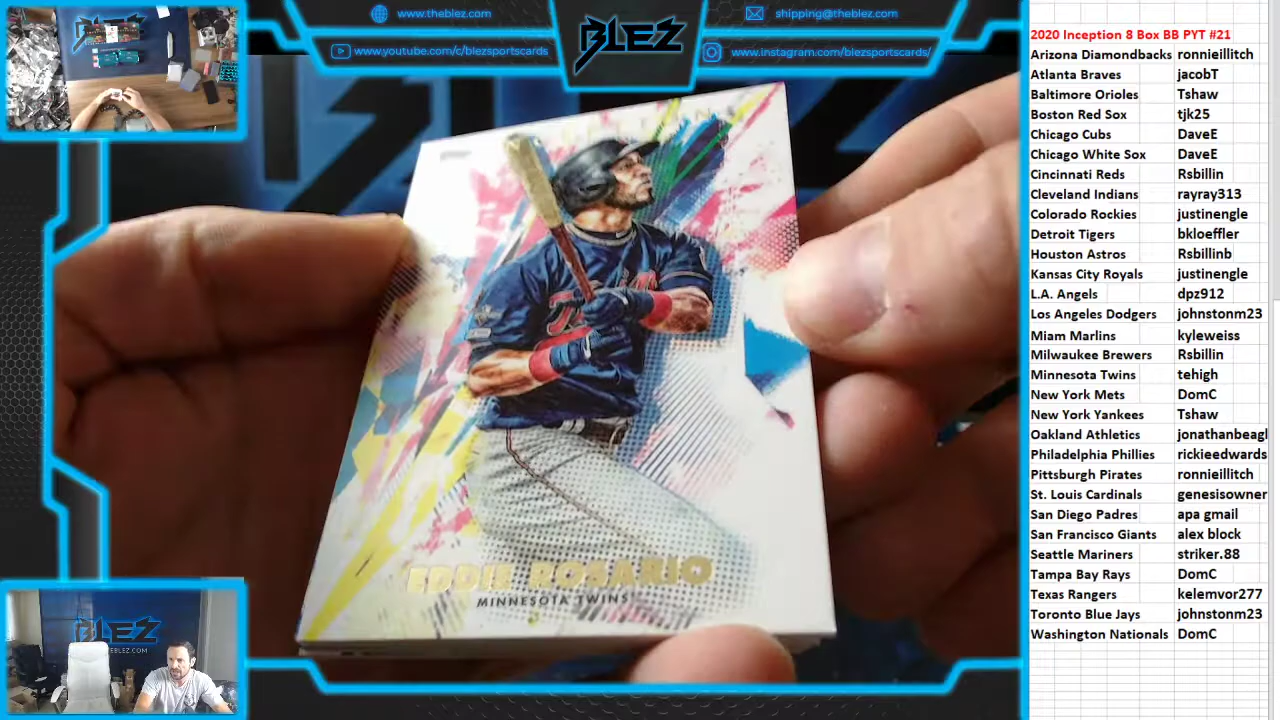 www.theblez.com
shipping@theblez.com
www.youtube.com/c/blezsportscards
www.instagram.com/blezsportscards/
BLEZ
EDDIE ROSARIO
MINNESOTA TWINS
BLEZ
2020 Inception 8 Box BB PYT #21
Arizona Diamondbacks ronnieillitch
Atlanta Braves jacobT
Baltimore Orioles Tshaw
Boston Red Sox tjk25
Chicago Cubs DaveE
Chicago White Sox DaveE
Cincinnati Reds Rsbillin
Cleveland Indians rayray313
Colorado Rockies justinengle
Detroit Tigers bkloeffler
Houston Astros Rsbillinb
Kansas City Royals justinengle
L.A. Angels dpz912
Los Angeles Dodgers johnstonm23
Miam Marlins kyleweiss
Milwaukee Brewers Rsbillin
Minnesota Twins tehigh
New York Mets DomC
New York Yankees Tshaw
Oakland Athletics jonathanbeagl
Philadelphia Phillies rickieedwards
Pittsburgh Pirates ronnieillitch
St. Louis Cardinals genesisowner
San Diego Padres apa gmail
San Francisco Giants alex block
Seattle Mariners striker.88
Tampa Bay Rays DomC
Texas Rangers kelemvor277
Toronto Blue Jays johnstonm23
Washington Nationals DomC